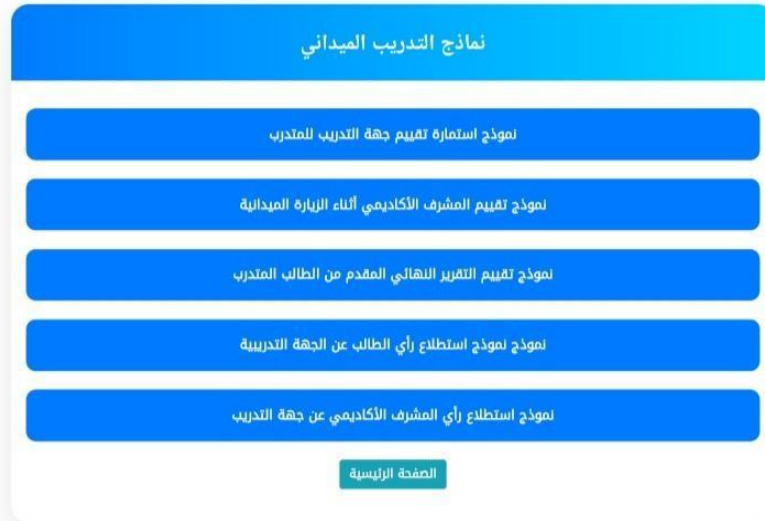 نماذج التدريب الميداني
نموذج استمارة تقييم جهة التدريب للمتدرب
نموذج تقييم المشرف الأكاديمي أثناء الزيارة الميدانية
نموذج تقييم التقرير النهائي المقدم من الطالب المتدرب
نموذج نموذج استطلاع رأي الطالب عن الجهة التدريبية
نموذج استطلاع رأي المشرف الأكاديمي عن جهة التدريب
الصفحة الرئيسية